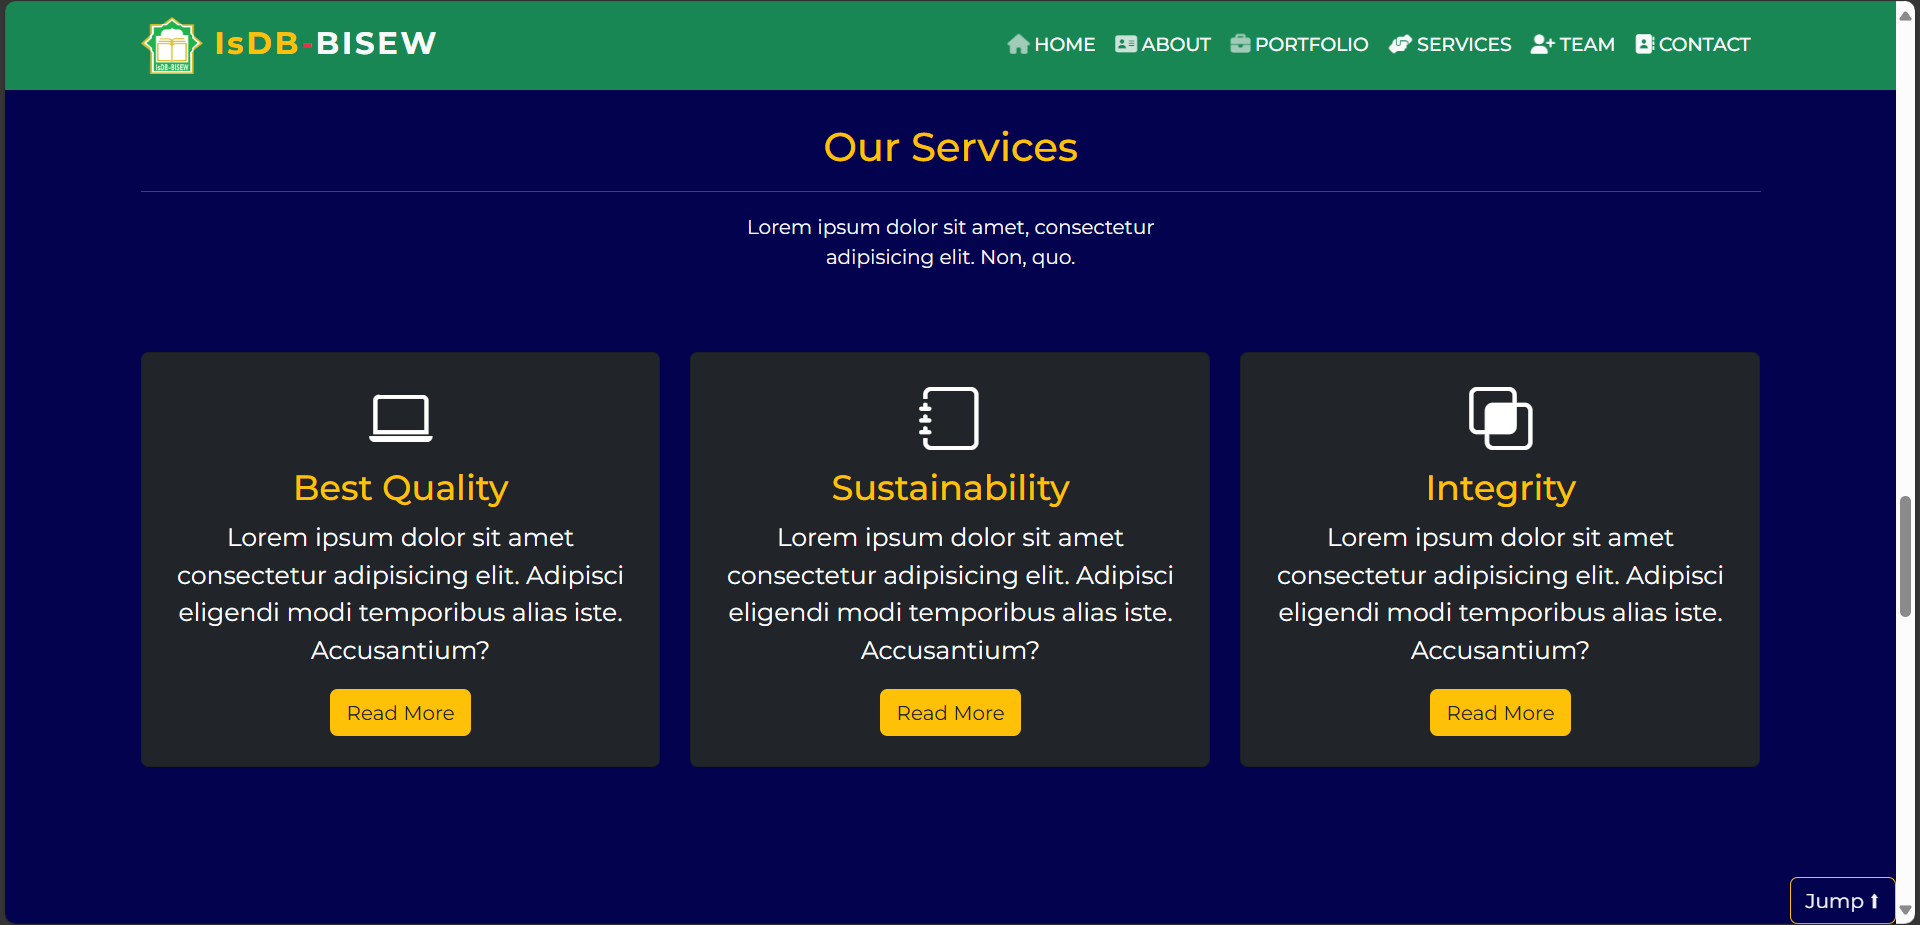 IsDB-BISEW
IsDB-BISEW
HOME ABOUT PORTFOLIO SERVICES TEAM CONTACT
Our Services
Lorem ipsum dolor sit amet, consectetur
adipisicing elit. Non, quo.
Best Quality
Lorem ipsum dolor sit amet
consectetur adipisicing elit. Adipisci
eligendi modi temporibus alias iste.
Accusantium?
Read More
Sustainability
Lorem ipsum dolor sit amet
consectetur adipisicing elit. Adipisci
eligendi modi temporibus alias iste.
Accusantium?
Read More
Integrity
Lorem ipsum dolor sit amet
consectetur adipisicing elit. Adipisci
eligendi modi temporibus alias iste.
Accusantium?
Read More
Jump